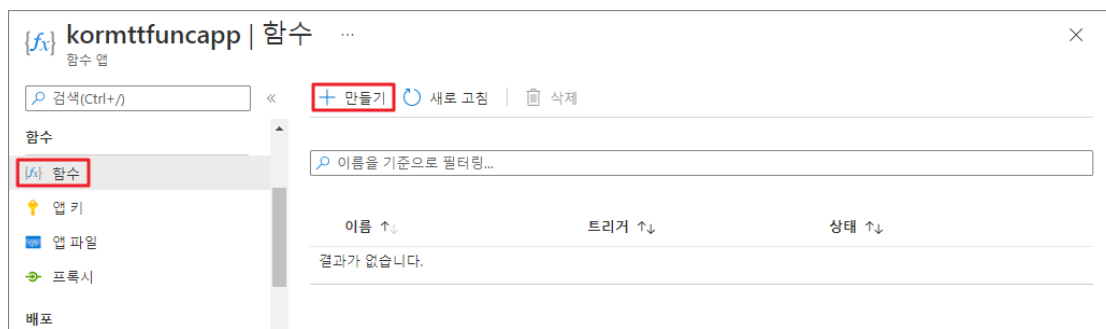 {fx} kormttfuncapp | 함수 ...
함수 앱
검색(Ctrl+/)
«
+ 만들기 새로 고침 삭제
함수
{fx} 함수
이름을 기준으로 필터링...
앱 키
앱 파일
프록시
이름 ↑↓ 트리거 ↑↓ 상태 ↑↓
결과가 없습니다.
배포